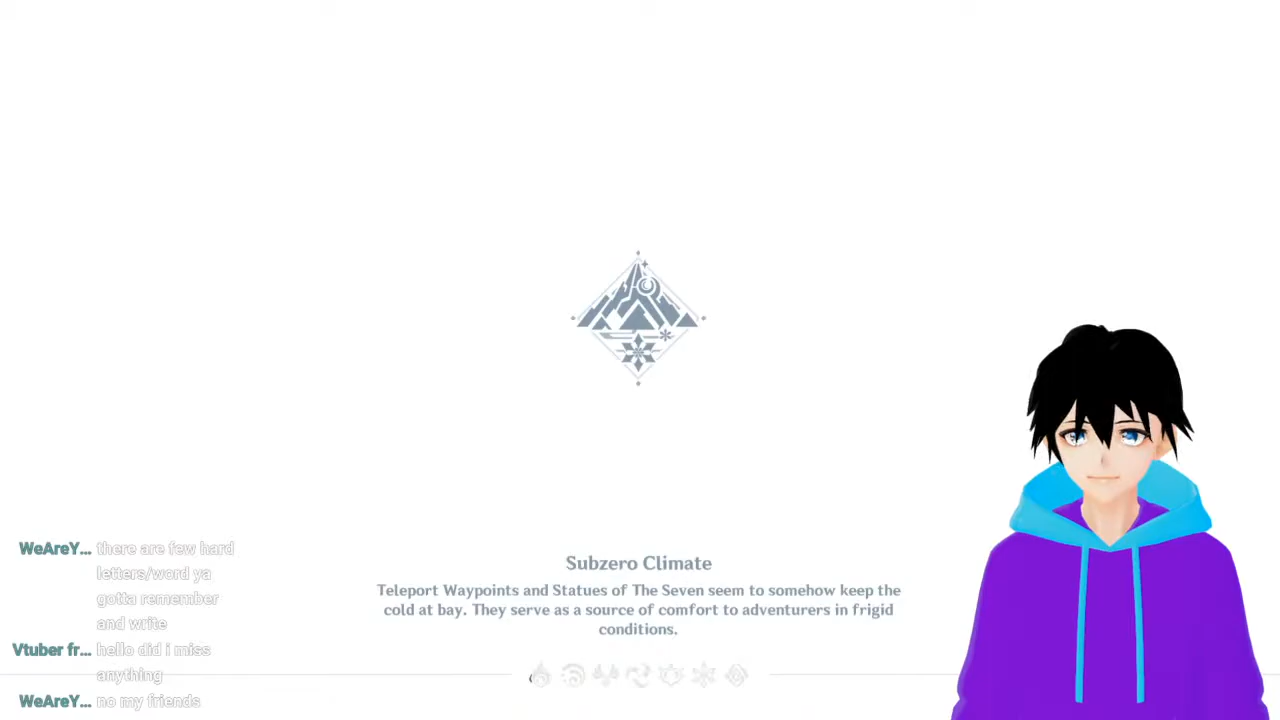 WeAreY... there are few hard
letters/word ya
gotta remember
and write
Vtuber fr... hello did i miss
anything
WeAreY... no my friends
Subzero Climate
Teleport Waypoints and Statues of The Seven seem to somehow keep the
cold at bay. They serve as a source of comfort to adventurers in frigid
conditions.